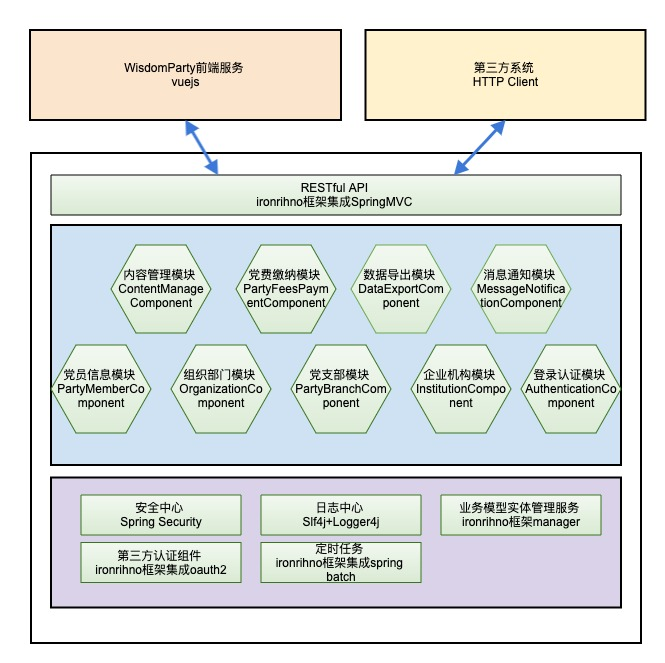 WisdomParty前端服务
vuejs
第三方系统
HTTP Client
RESTful API
ironrihno框架集成SpringMVC
内容管理模块
ContentManage
Component
党费缴纳模块
PartyFeesPaym
entComponent
数据导出模块
DataExportCom
ponent
消息通知模块
MessageNotifica
tionComponent
党员信息模块
PartyMemberCo
mponent
组织部门模块
OrganizationCo
mponent
党支部模块
PartyBranchCom
ponent
企业机构模块
InstitutionCompo
nent
登录认证模块
AuthenticationCo
mponent
安全中心
Spring Security
日志中心
Slf4j+Logger4j
业务模型实体管理服务
ironrihno框架manager
第三方认证组件
ironrihno框架集成oauth2
定时任务
ironrihno框架集成spring
batch